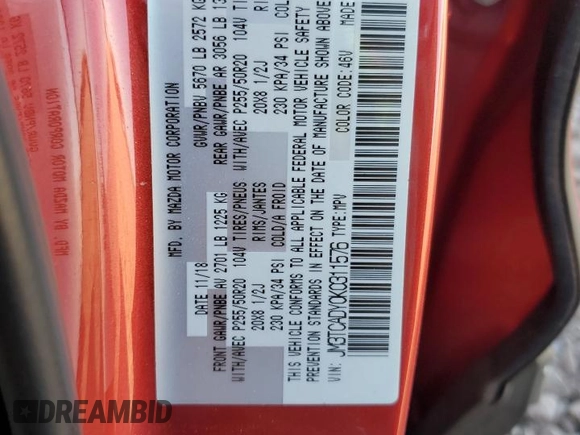 MFD. BY MAZDA MOTOR CORPORATION
DATE: 11/18 GVWR/PNBV 5670 LB 2572 KG
FRONT GAWR/PNBE AV 2701 LB 1225 KG REAR GAWR/PNBE AR 3056 LB
WITH/AVEC P255/50R20 104V TIRES/PNEUS WITH/AVEC P255/50R20 104V
20X8 1/2J RIMS/JANTES 20X8 1/2J
230 KPA/34 PSI COLD/A FROID 230 KPA/34 PSI
THIS VEHICLE CONFORMS TO ALL APPLICABLE FEDERAL MOTOR VEHICLE SAFETY
PREVENTION STANDARDS IN EFFECT ON THE DATE OF MANUFACTURE SHOWN ABOVE
COLOR CODE: 46V MADE
JM3TCADY0K0311576
VIN: TYPE: MPV
DREAMBID